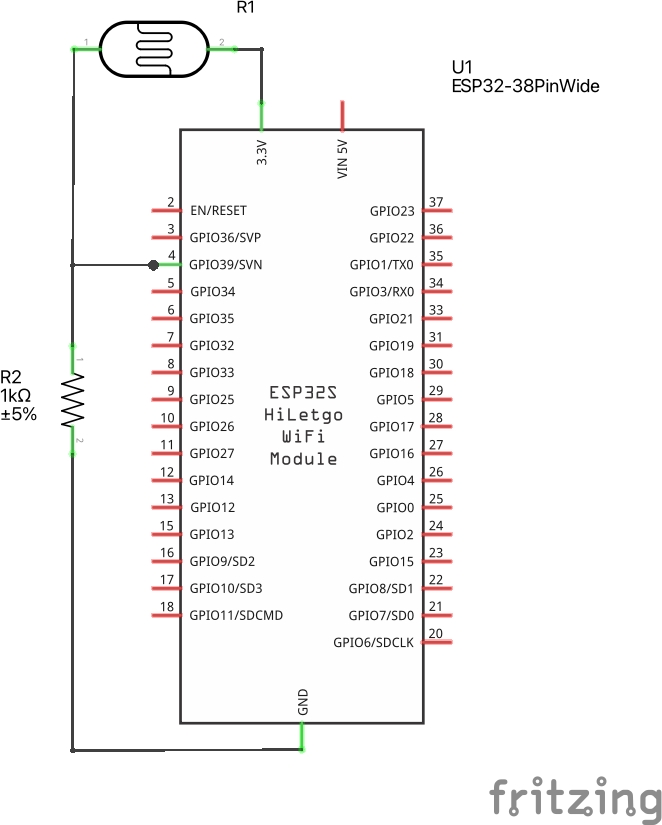 R1
1
2
U1
ESP32-38PinWide
3.3V
VIN 5V
2 EN/RESET
3 GPIO36/SVP
4 GPIO39/SVN
5 GPIO34
6 GPIO35
7 GPIO32
8 GPIO33
9 GPIO25
10 GPIO26
11 GPIO27
12 GPIO14
13 GPIO12
15 GPIO13
16 GPIO9/SD2
17 GPIO10/SD3
18 GPIO11/SDCMD
GPIO23 37
GPIO22 36
GPIO1/TX0 35
GPIO3/RX0 34
GPIO21 33
GPIO19 31
GPIO18 30
GPIO5 29
GPIO17 28
GPIO16 27
GPIO4 26
GPIO0 25
GPIO2 24
GPIO15 23
GPIO8/SD1 22
GPIO7/SD0 21
GPIO6/SDCLK 20
ESP32S
HiLetgo
WiFi
Module
1
R2
1kΩ
±5%
2
GND
fritzing